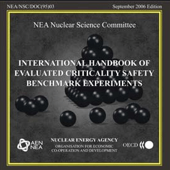 NEA/NSC/DOC(95)03 September 2006 Edition
NEA Nuclear Science Committee
INTERNATIONAL HANDBOOK OF
EVALUATED CRITICALITY SAFETY
BENCHMARK EXPERIMENTS
NUCLEAR ENERGY AGENCY
ORGANISATION FOR ECONOMIC
CO-OPERATION AND DEVELOPMENT
AEN
NEA
OECD